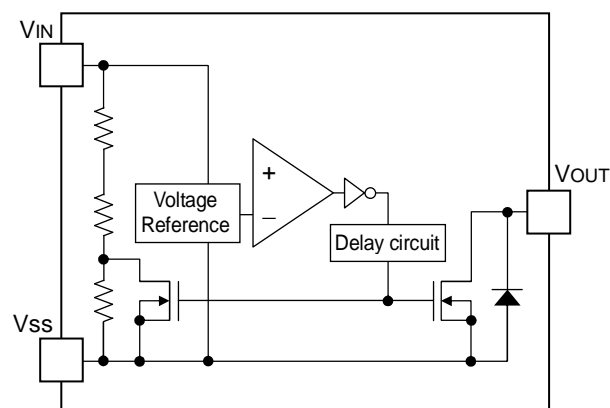 VIN
VOUT
+
Voltage
Reference
−
Delay circuit
VSS